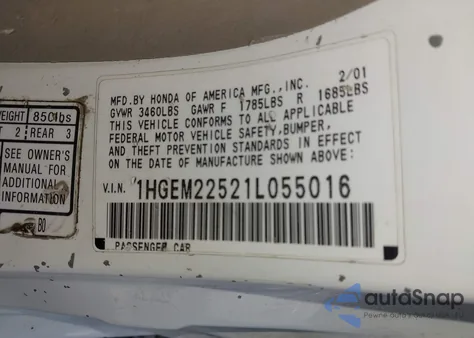 MFD.BY HONDA OF AMERICA MFG.,INC. 2/01
GVWR 3460LBS GAWR F 1785LBS R 1685LBS
THIS VEHICLE CONFORMS TO ALL APPLICABLE
FEDERAL MOTOR VEHICLE SAFETY,BUMPER,
AND THEFT PREVENTION STANDARDS IN EFFECT
ON THE DATE OF MANUFACTURE SHOWN ABOVE:
V.I.N. 1HGEM22521L055016
PASSENGER CAR
EIGHT 850lbs
T 2 REAR 3
SEE OWNER'S
MANUAL FOR
ADDITIONAL
INFORMATION
B0
autoSnap